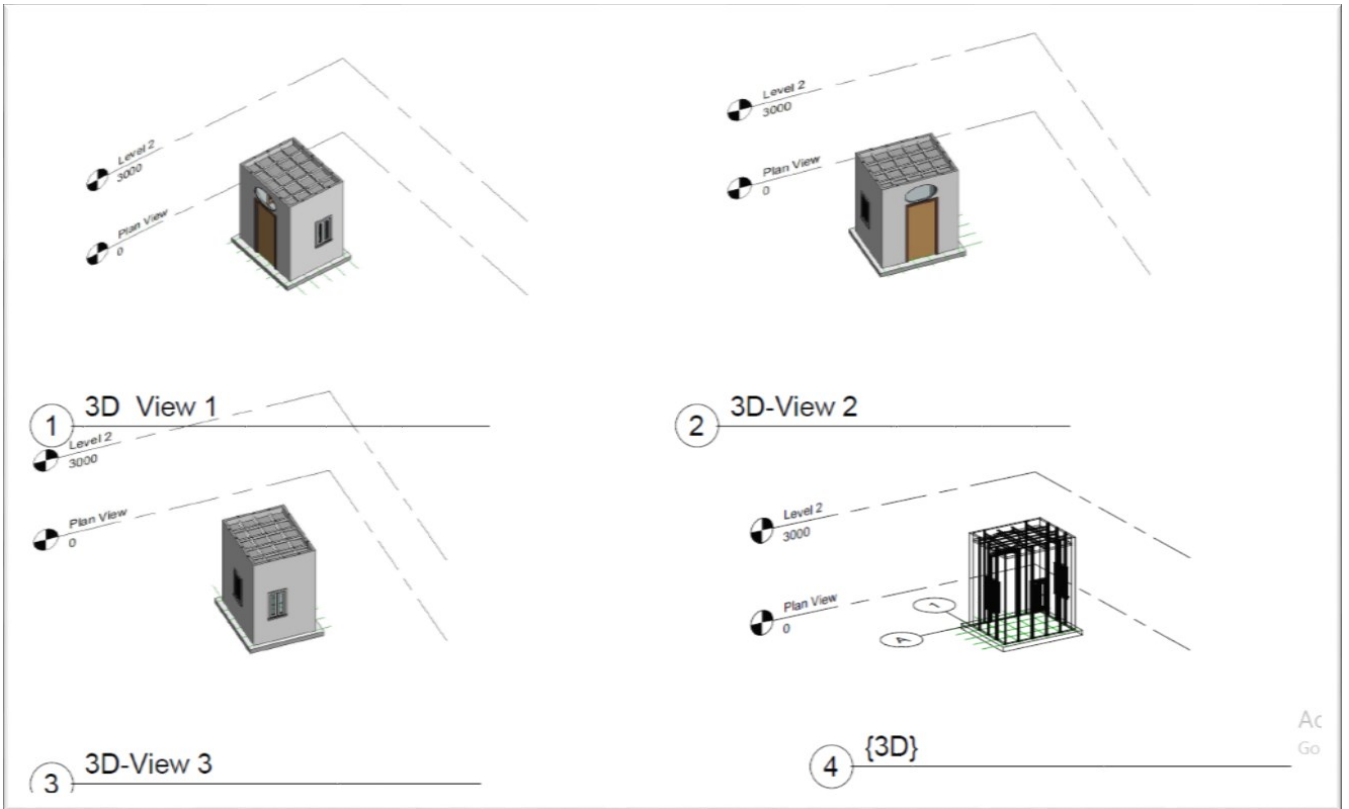 Level 2
3000
Plan View
0
Level 2
3000
Plan View
0
1
3D View 1
2
3D-View 2
Level 2
3000
Plan View
0
Level 2
3000
Plan View
0
1
A
3
3D-View 3
4
{3D}
Ac
Go